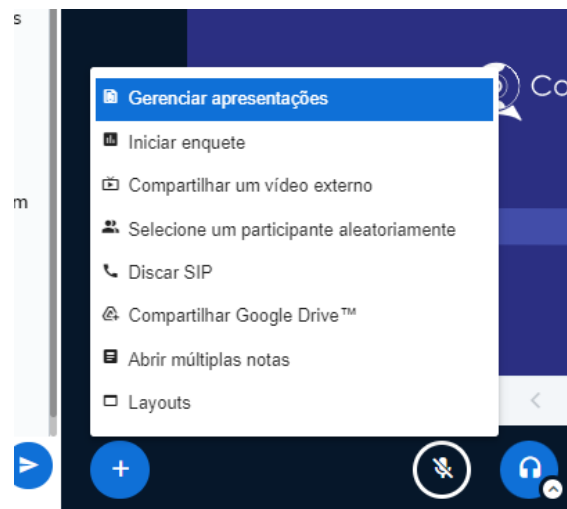 s
Co
Gerenciar apresentações
Iniciar enquete
Compartilhar um vídeo externo
m
Selecione um participante aleatoriamente
Discar SIP
Compartilhar Google Drive™
Abrir múltiplas notas
Layouts